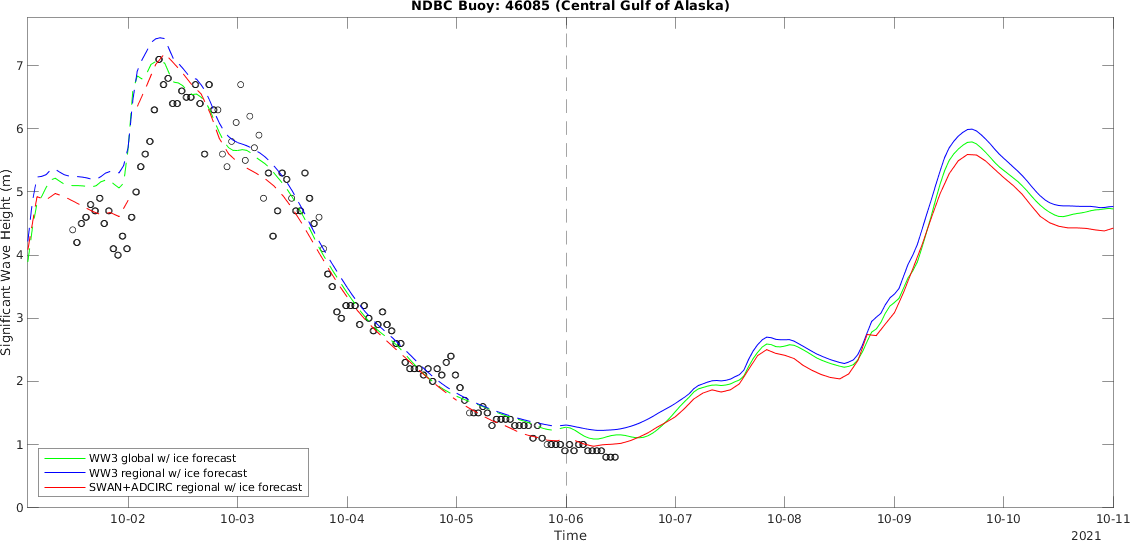 NDBC Buoy: 46085 (Central Gulf of Alaska)
Significant Wave Height (m)
7
6
5
4
3
2
1
0
WW3 global w/ ice forecast
WW3 regional w/ ice forecast
SWAN+ADCIRC regional w/ ice forecast
10-02 10-03 10-04 10-05 10-06 10-07 10-08 10-09 10-10 10-11
Time
2021